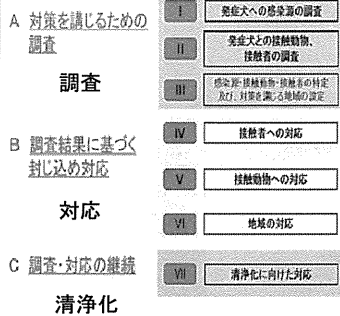 A 対策を講じるための
調査
調査
I 発症犬への感染源の調査
II 発症犬との接触動物、
接触者の調査
III 感染源・接触動物・接触者の特定
及び、対策を講じる地域の設定
B 調査結果に基づく
封じ込め対応
対応
IV 接触者への対応
V 接触動物への対応
VI 地域の対応
C 調査・対応の継続
清浄化
VII 清浄化に向けた対応